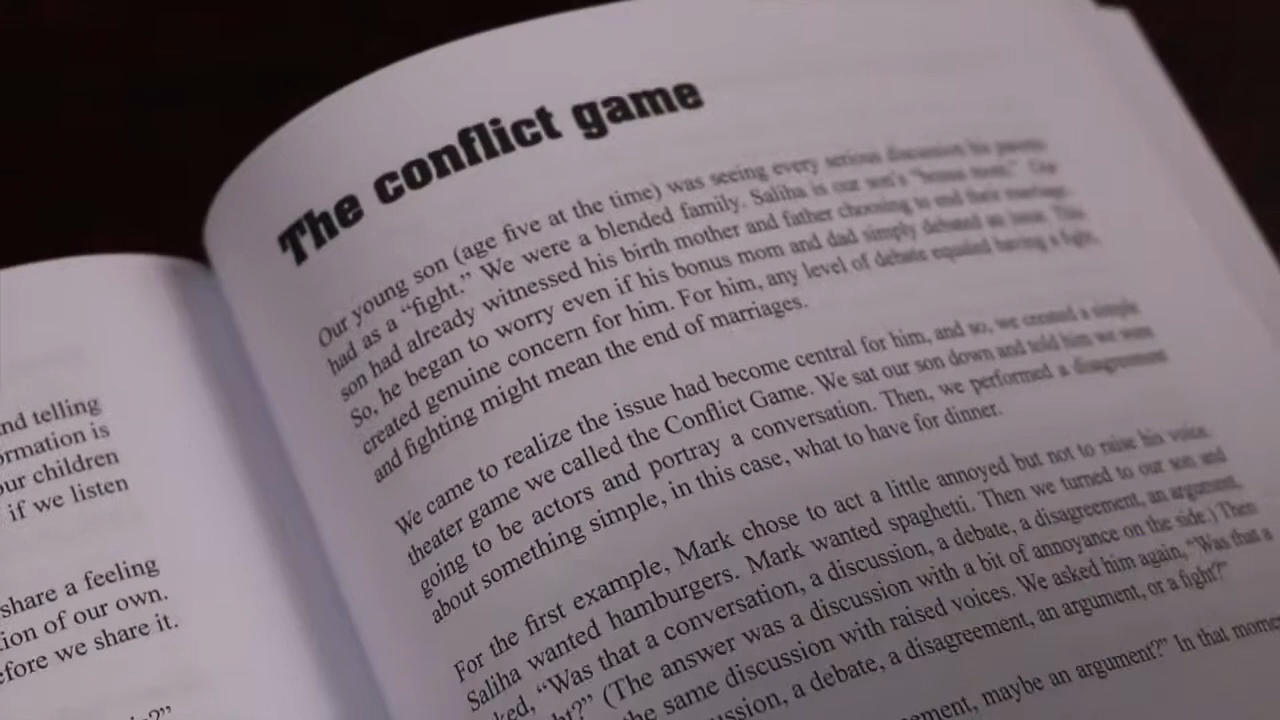 nd telling
ormation is
our children
if we listen
share a feeling
ion of our own.
efore we share it.
The conflict game
Our young son (age five at the time) was seeing every serious discussion his parents
had as a “fight.” We were a blended family. Saliha is our son’s “bonus mom.” Our
son had already witnessed his birth mother and father choosing to end their marriage.
So, he began to worry even if his bonus mom and dad simply debated an issue. This
created genuine concern for him. For him, any level of debate equaled having a fight,
and fighting might mean the end of marriages.
We came to realize the issue had become central for him, and so, we created a simple
theater game we called the Conflict Game. We sat our son down and told him we were
going to be actors and portray a conversation. Then, we performed a disagreement
about something simple, in this case, what to have for dinner.
For the first example, Mark chose to act a little annoyed but not to raise his voice.
Saliha wanted hamburgers. Mark wanted spaghetti. Then we turned to our son and
ked, “Was that a conversation, a discussion, a debate, a disagreement, an argument,
ht?” (The answer was a discussion with a bit of annoyance on the side.) Then
he same discussion with raised voices. We asked him again, “Was that a
ussion, a debate, a disagreement, an argument, or a fight?”
ement, maybe an argument?” In that mome